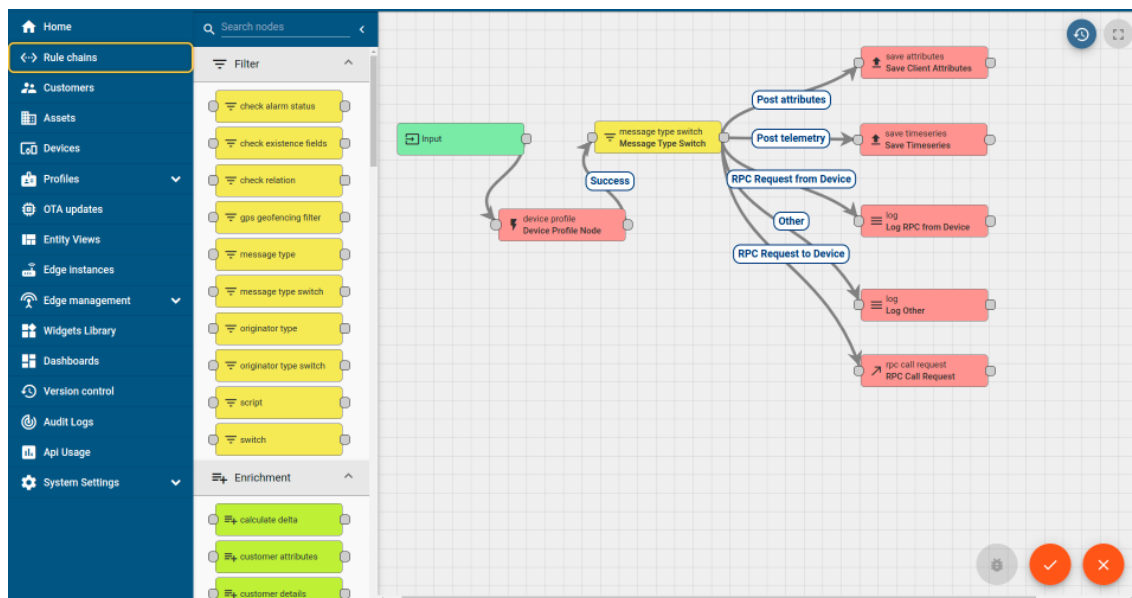 Home
Rule chains
Customers
Assets
Devices
Profiles
OTA updates
Entity Views
Edge instances
Edge management
Widgets Library
Dashboards
Version control
Audit Logs
Api Usage
System Settings
Search nodes
Filter
check alarm status
check existence fields
check relation
gps geofencing filter
message type
message type switch
originator type
originator type switch
script
switch
Enrichment
calculate delta
customer attributes
customer details
Input
device profile
Device Profile Node
Success
message type switch
Message Type Switch
Post attributes
Post telemetry
RPC Request from Device
Other
RPC Request to Device
save attributes
Save Client Attributes
save timeseries
Save Timeseries
log
Log RPC from Device
log
Log Other
rpc call request
RPC Call Request